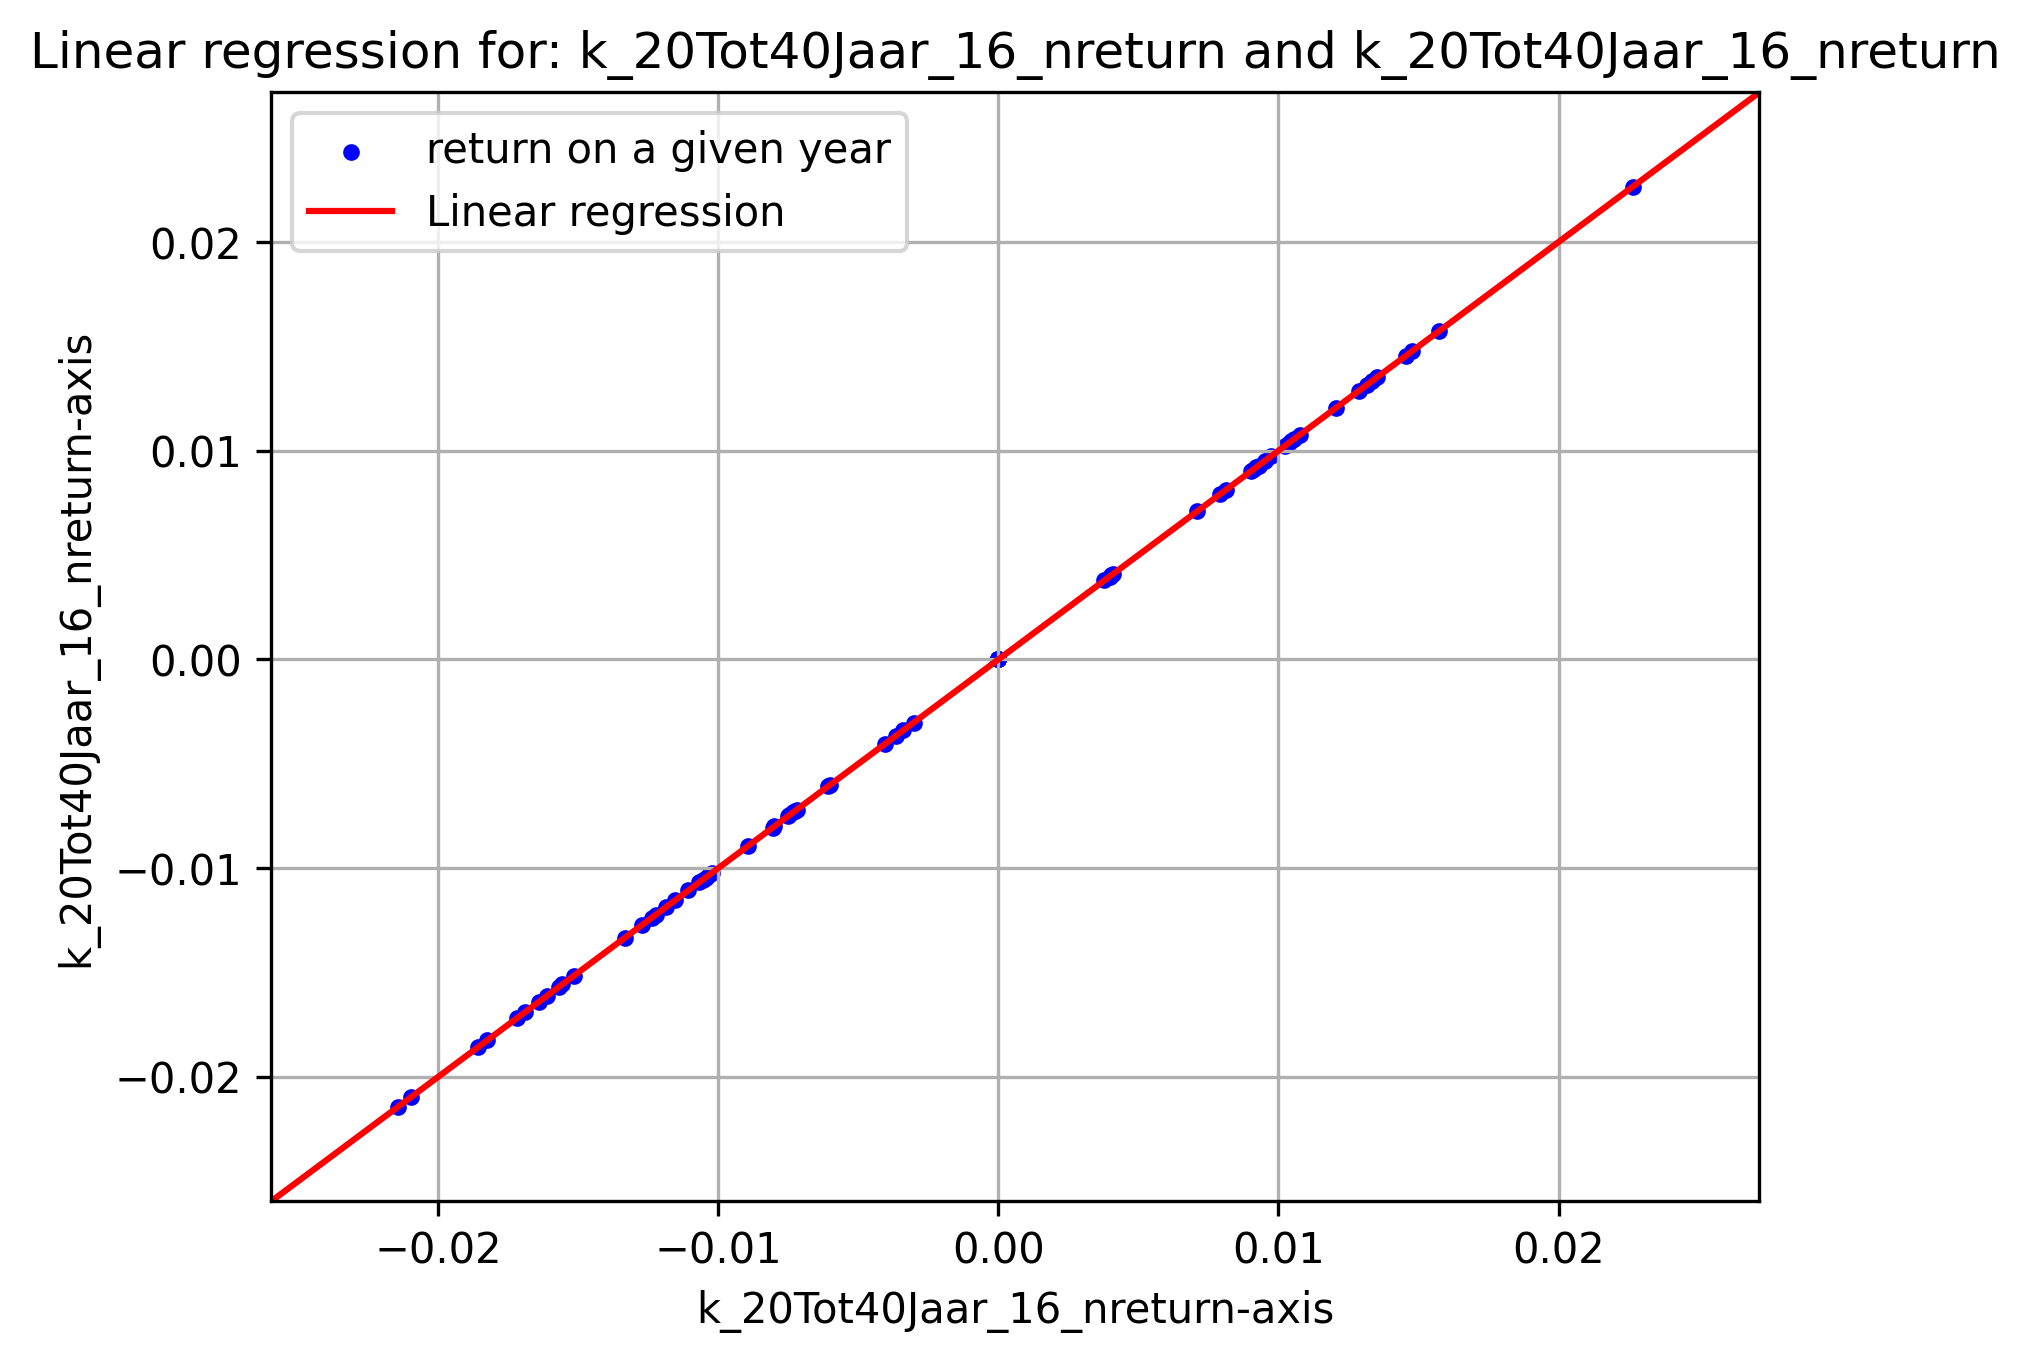 Linear regression for: k_20Tot40Jaar_16_nreturn and k_20Tot40Jaar_16_nreturn
return on a given year
Linear regression
k_20Tot40Jaar_16_nreturn-axis
0.02
0.01
0.00
−0.01
−0.02
−0.02 −0.01 0.00 0.01 0.02
k_20Tot40Jaar_16_nreturn-axis